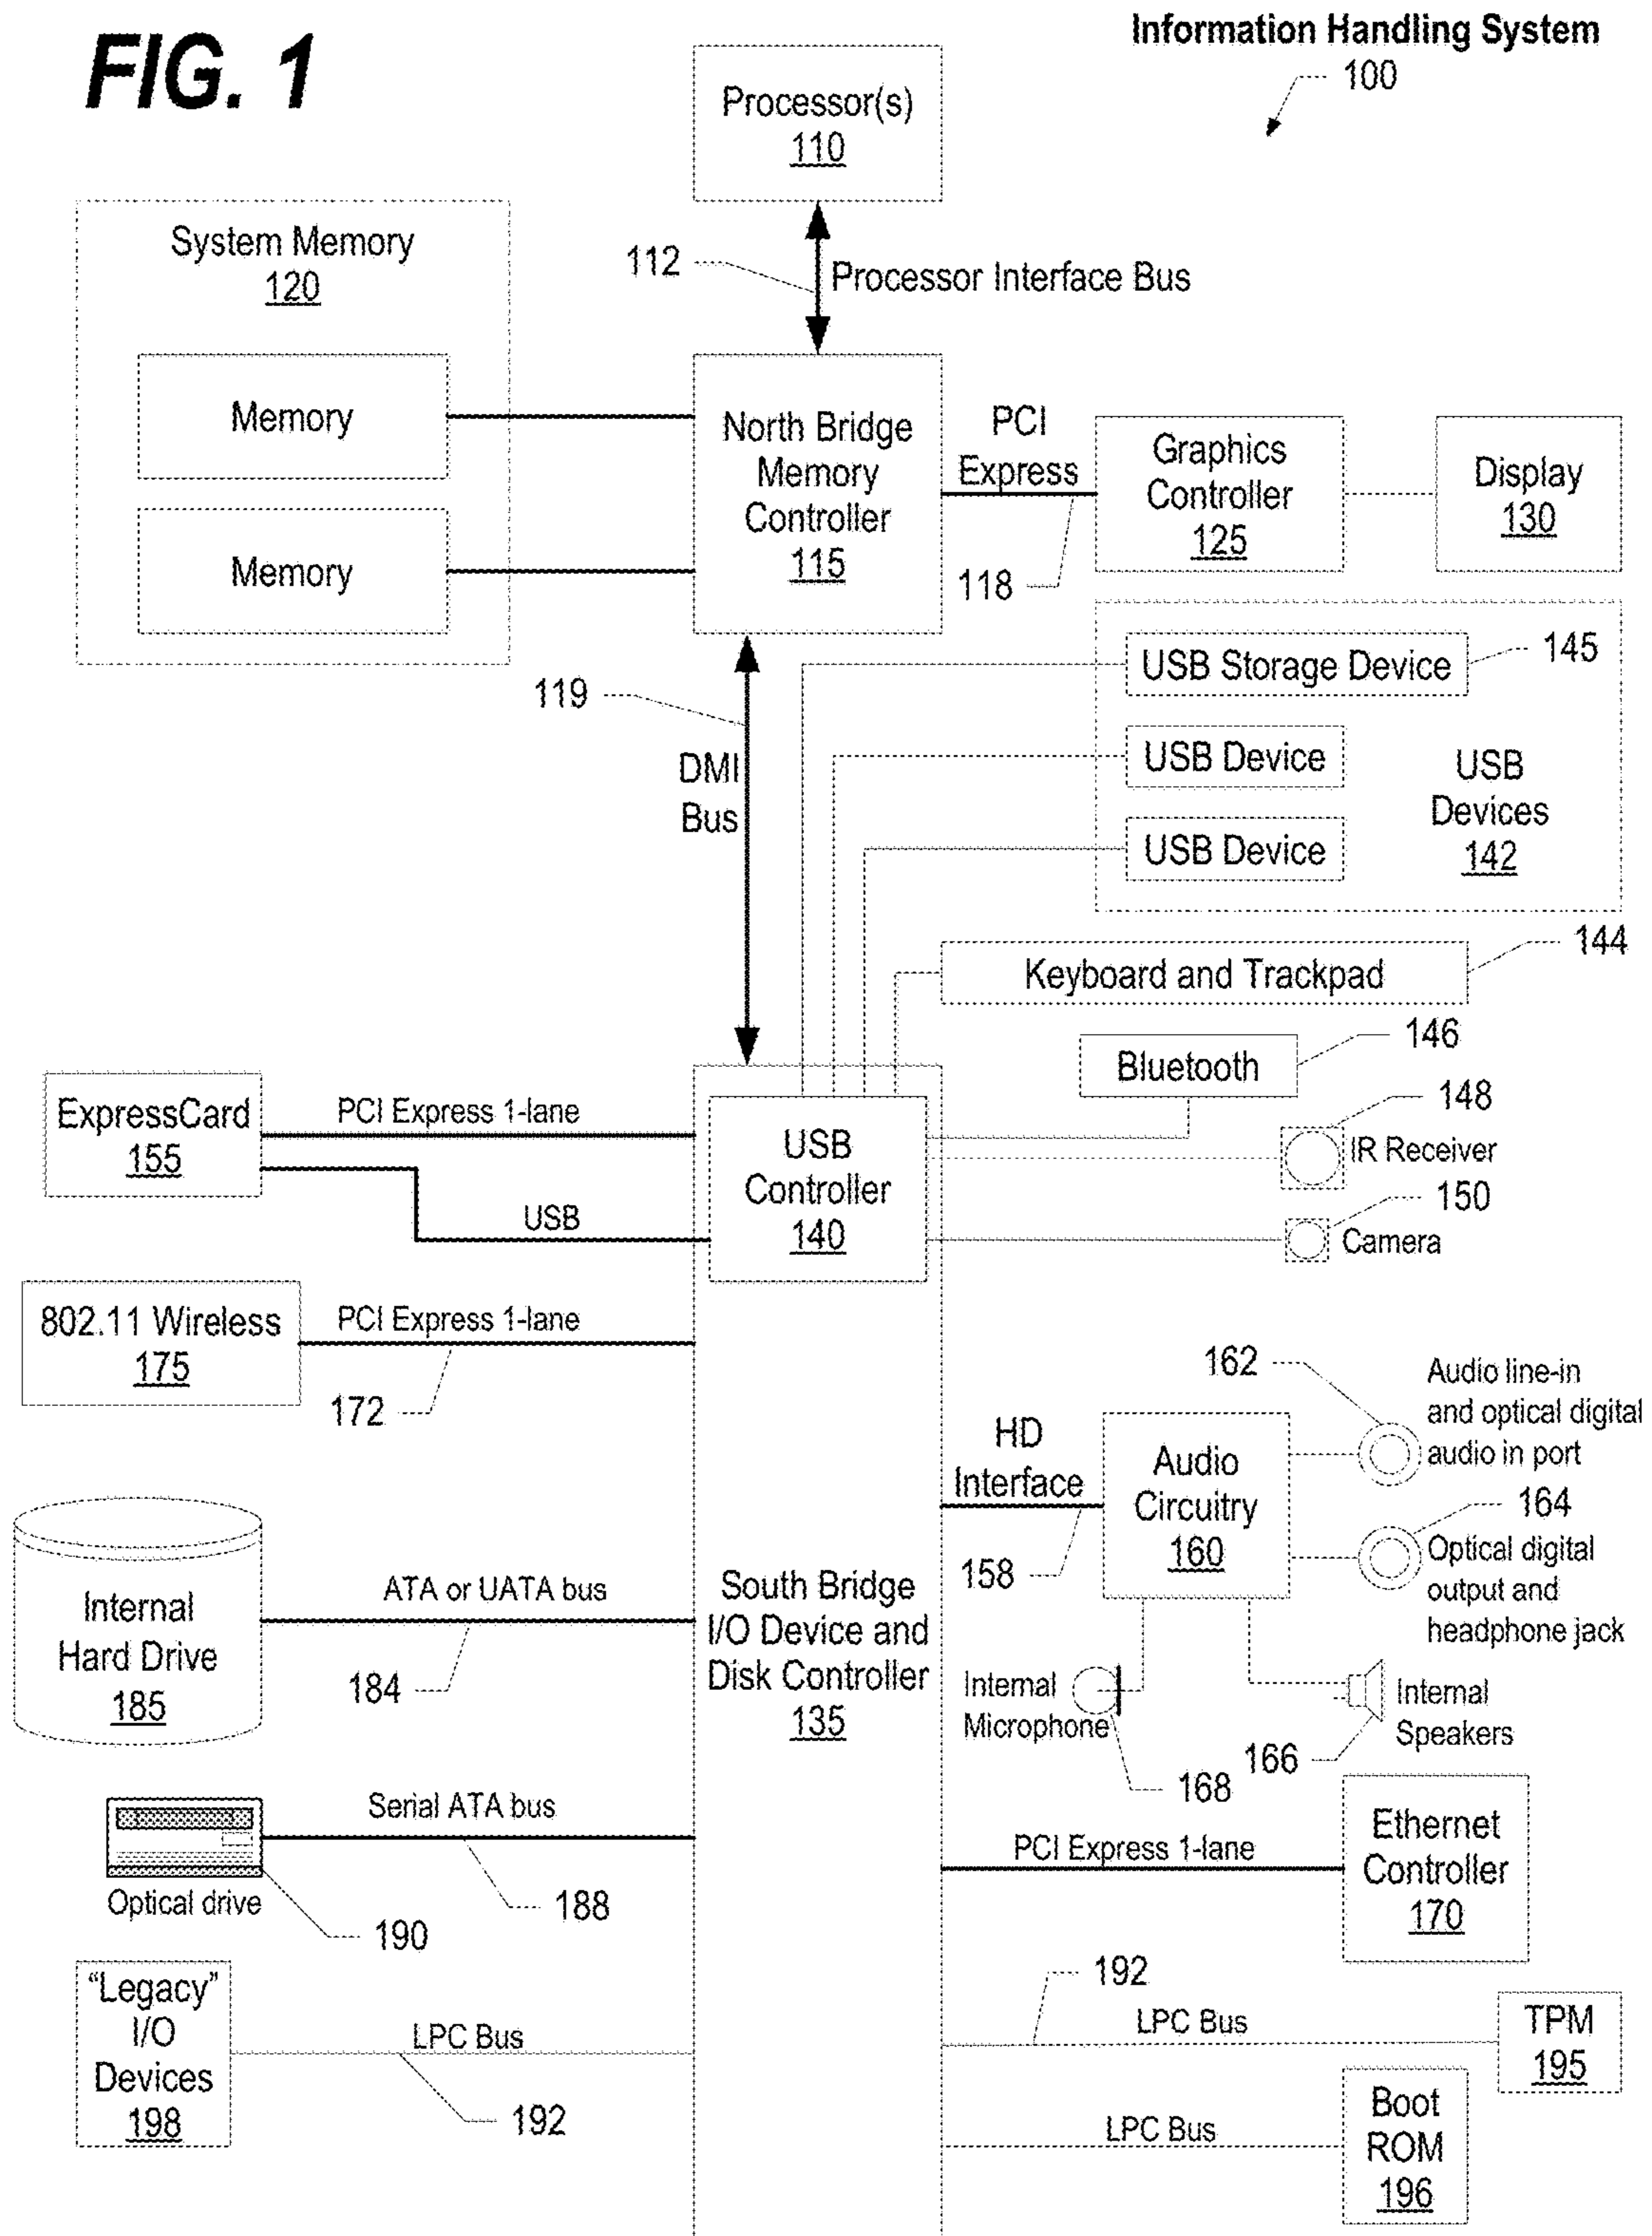 FIG. 1
Information Handling System
100
Processor(s)
110
System Memory
120
112
Processor Interface Bus
Memory
Memory
North Bridge
Memory
Controller
115
PCI
Express
118
Graphics
Controller
125
Display
130
119
DMI
Bus
USB Storage Device
145
USB Device
USB Device
USB
Devices
142
144
Keyboard and Trackpad
146
Bluetooth
148
IR Receiver
150
Camera
ExpressCard
155
PCI Express 1-lane
USB
USB
Controller
140
802.11 Wireless
175
PCI Express 1-lane
172
162
Audio line-in
and optical digital
audio in port
HD
Interface
158
Audio
Circuitry
160
164
Optical digital
output and
headphone jack
Internal
Hard Drive
185
ATA or UATA bus
184
South Bridge
I/O Device and
Disk Controller
135
Internal
Microphone
168
Internal
Speakers
166
Serial ATA bus
188
Optical drive
190
PCI Express 1-lane
Ethernet
Controller
170
"Legacy"
I/O
Devices
198
LPC Bus
192
192
LPC Bus
TPM
195
LPC Bus
Boot
ROM
196